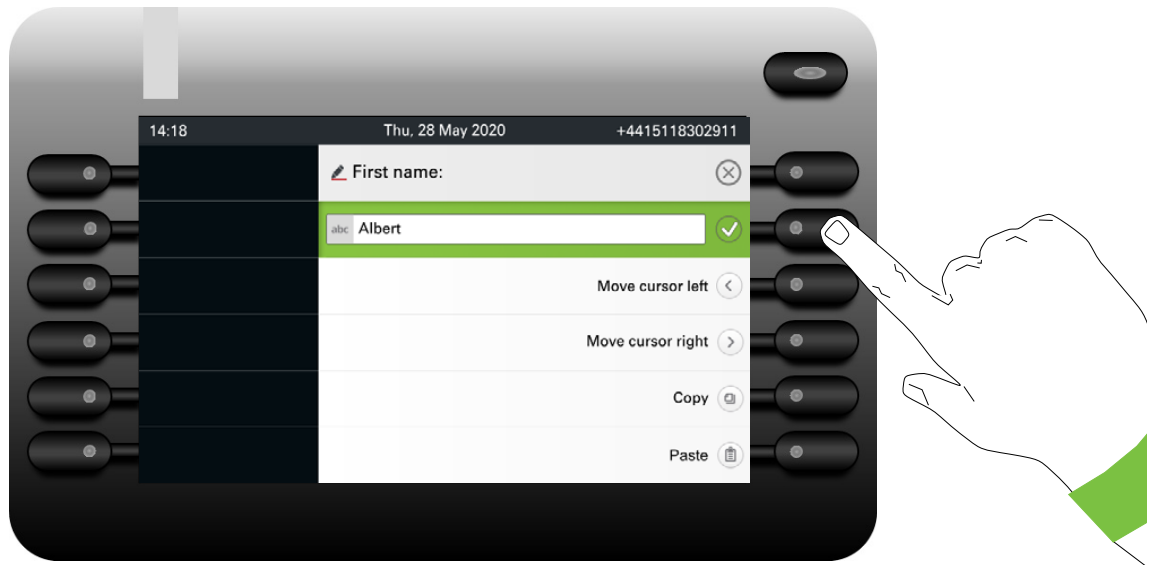 14:18 Thu, 28 May 2020 +4415118302911
First name:
abc Albert
Move cursor left
Move cursor right
Copy
Paste